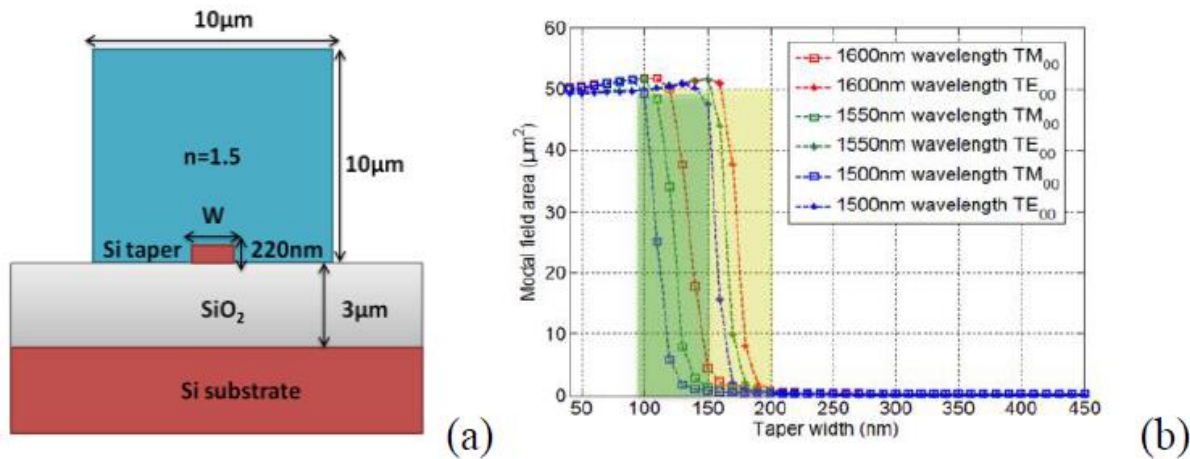 10µm
n=1.5
10µm
W
Si taper
220nm
SiO₂
3µm
Si substrate
(a)
60
50
40
30
20
10
0
Modal field area (µm²)
50 100 150 200 250 300 350 400 450
Taper width (nm)
1600nm wavelength TM₀₀
1600nm wavelength TE₀₀
1550nm wavelength TM₀₀
1550nm wavelength TE₀₀
1500nm wavelength TM₀₀
1500nm wavelength TE₀₀
(b)